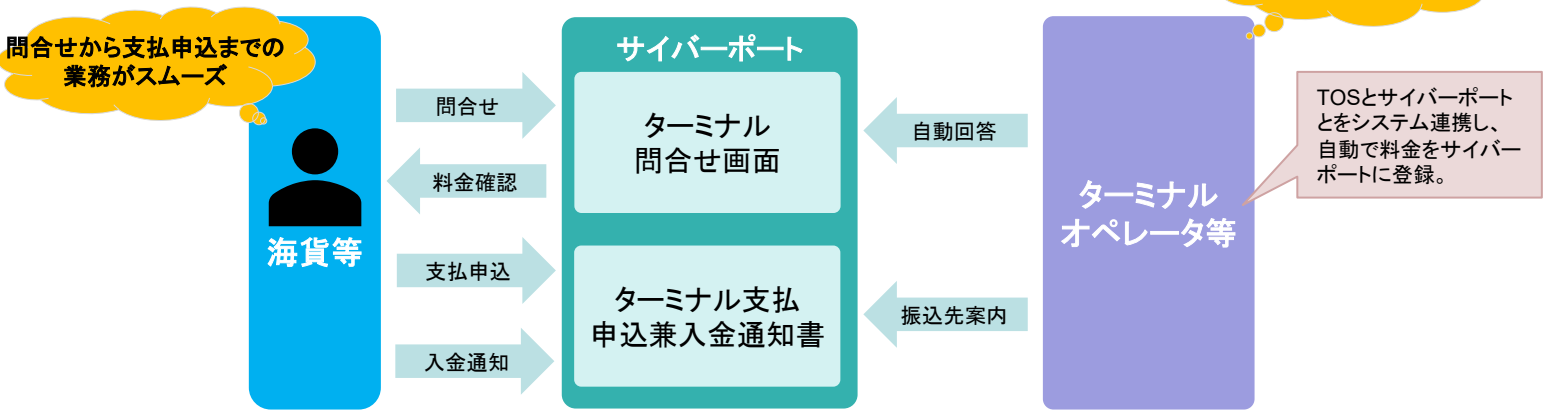 問合せから支払申込までの
業務がスムーズ
海貨等
問合せ
料金確認
支払申込
入金通知
サイバーポート
ターミナル
問合せ画面
ターミナル支払
申込兼入金通知書
自動回答
振込先案内
ターミナル
オペレータ等
TOSとサイバーポート
とをシステム連携し、
自動で料金をサイバー
ポートに登録。